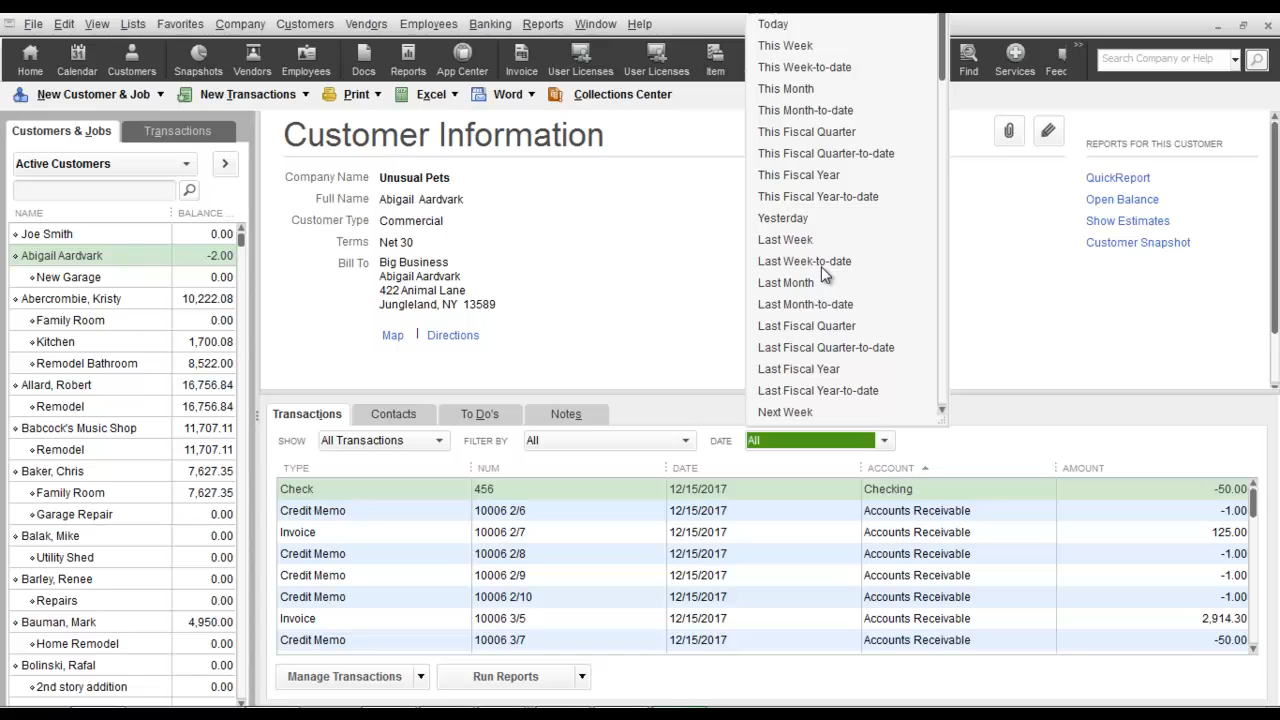 File Edit View Lists Favorites Company Customers Vendors Employees Banking Reports Window Help
Home Calendar Customers Snapshots Vendors Employees Docs Reports App Center Invoice User Licenses User Licenses Item Find Services Feec Search Company or Help
New Customer & Job New Transactions Print Excel Word Collections Center
Today
This Week
This Week-to-date
This Month
This Month-to-date
This Fiscal Quarter
This Fiscal Quarter-to-date
This Fiscal Year
This Fiscal Year-to-date
Yesterday
Last Week
Last Week-to-date
Last Month
Last Month-to-date
Last Fiscal Quarter
Last Fiscal Quarter-to-date
Last Fiscal Year
Last Fiscal Year-to-date
Next Week
Customers & Jobs Transactions
Active Customers
NAME BALANCE ...
Joe Smith 0.00
Abigail Aardvark -2.00
New Garage 0.00
Abercrombie, Kristy 10,222.08
Family Room 0.00
Kitchen 1,700.08
Remodel Bathroom 8,522.00
Allard, Robert 16,756.84
Remodel 16,756.84
Babcock's Music Shop 11,707.11
Remodel 11,707.11
Baker, Chris 7,627.35
Family Room 7,627.35
Garage Repair 0.00
Balak, Mike 0.00
Utility Shed 0.00
Barley, Renee 0.00
Repairs 0.00
Bauman, Mark 4,950.00
Home Remodel 0.00
Bolinski, Rafal 0.00
2nd story addition 0.00
Customer Information
Company Name Unusual Pets
Full Name Abigail Aardvark
Customer Type Commercial
Terms Net 30
Bill To Big Business
Abigail Aardvark
422 Animal Lane
Jungleland, NY 13589
Map Directions
REPORTS FOR THIS CUSTOMER
QuickReport
Open Balance
Show Estimates
Customer Snapshot
Transactions Contacts To Do's Notes
SHOW All Transactions FILTER BY All DATE All
TYPE NUM DATE ACCOUNT AMOUNT
Check 456 12/15/2017 Checking -50.00
Credit Memo 10006 2/6 12/15/2017 Accounts Receivable -1.00
Invoice 10006 2/7 12/15/2017 Accounts Receivable 125.00
Credit Memo 10006 2/8 12/15/2017 Accounts Receivable -1.00
Credit Memo 10006 2/9 12/15/2017 Accounts Receivable -1.00
Credit Memo 10006 2/10 12/15/2017 Accounts Receivable -1.00
Invoice 10006 3/5 12/15/2017 Accounts Receivable 2,914.30
Credit Memo 10006 3/7 12/15/2017 Accounts Receivable -50.00
Manage Transactions Run Reports